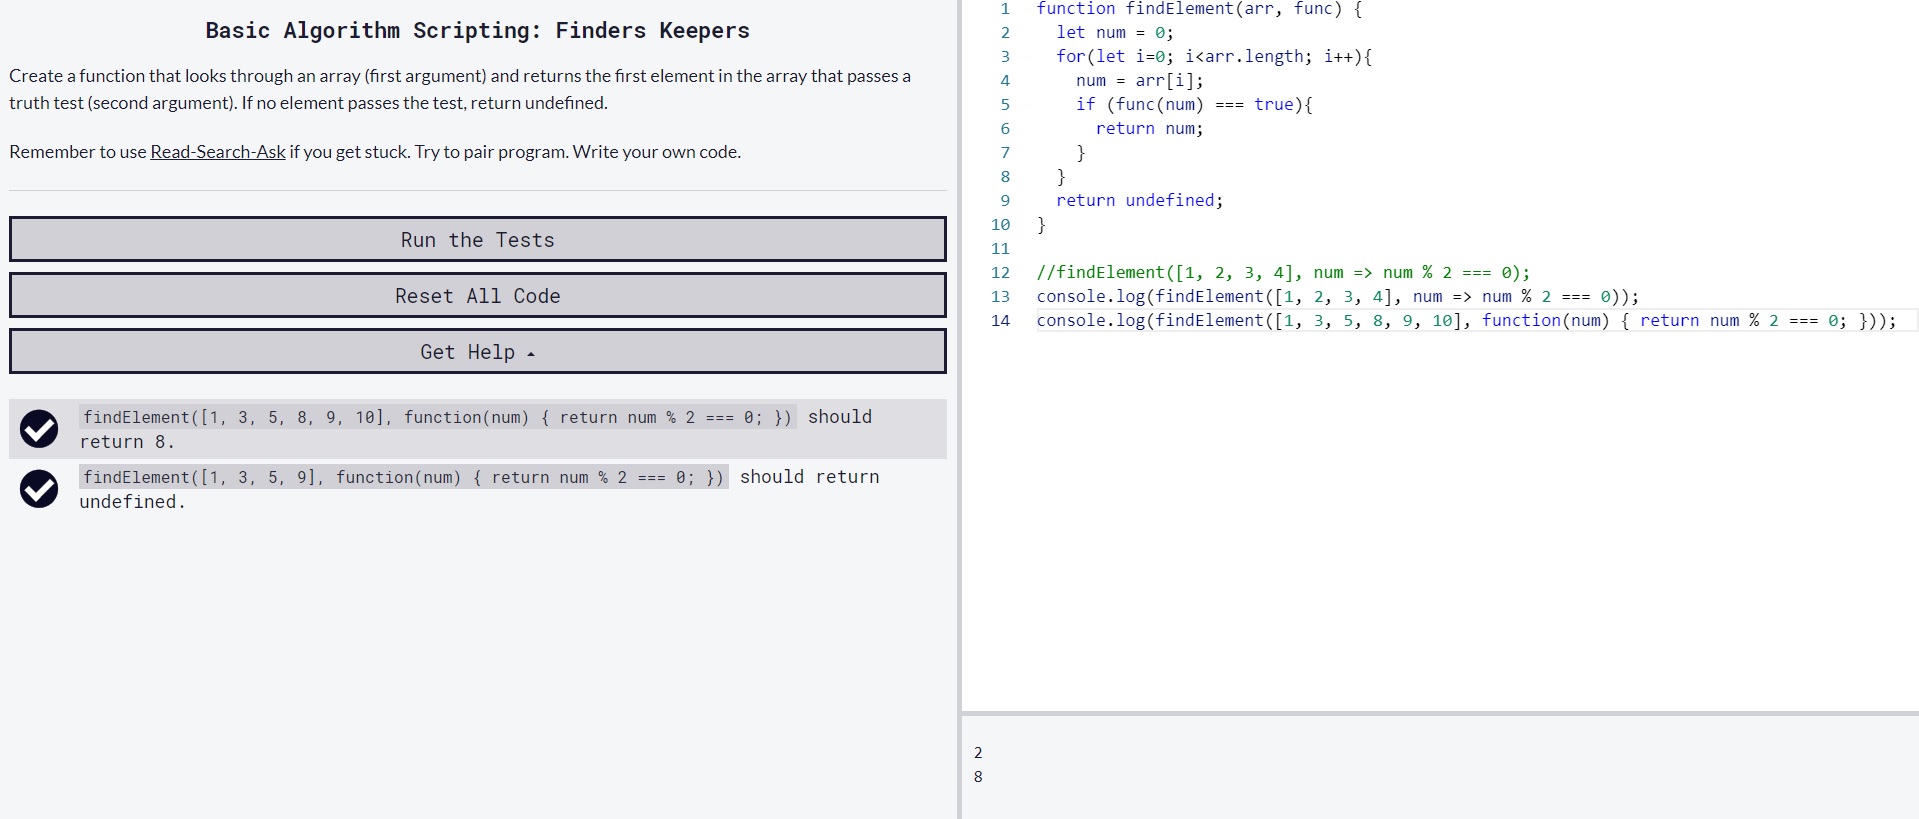 Basic Algorithm Scripting: Finders Keepers
Create a function that looks through an array (first argument) and returns the first element in the array that passes a
truth test (second argument). If no element passes the test, return undefined.
Remember to use Read-Search-Ask if you get stuck. Try to pair program. Write your own code.
Run the Tests
Reset All Code
Get Help
findElement([1, 3, 5, 8, 9, 10], function(num) { return num % 2 === 0; }) should
return 8.
findElement([1, 3, 5, 9], function(num) { return num % 2 === 0; }) should return
undefined.
1 function findElement(arr, func) {
2 let num = 0;
3 for(let i=0; i<arr.length; i++){
4 num = arr[i];
5 if (func(num) === true){
6 return num;
7 }
8 }
9 return undefined;
10 }
11
12 //findElement([1, 2, 3, 4], num => num % 2 === 0);
13 console.log(findElement([1, 2, 3, 4], num => num % 2 === 0));
14 console.log(findElement([1, 3, 5, 8, 9, 10], function(num) { return num % 2 === 0; }));
2
8